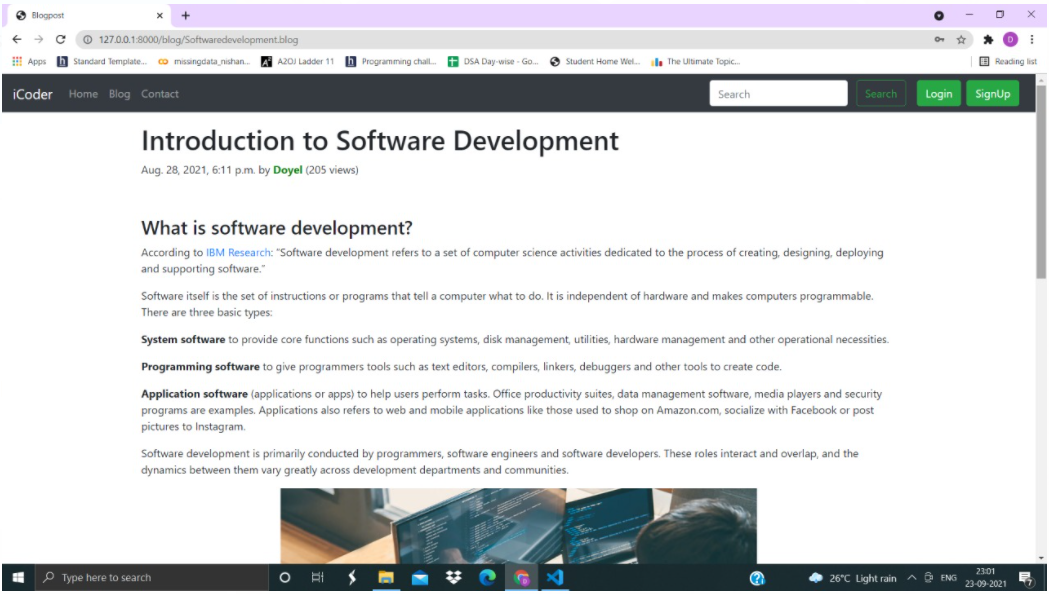 Blogpost
127.0.0.1:8000/blog/Softwaredevelopment.blog
Apps Standard Template... missingdata_nishan... A2OJ Ladder 11 Programming chall... DSA Day-wise - Go... Student Home Wel... The Ultimate Topic... Reading list
iCoder Home Blog Contact Search Search Login SignUp
Introduction to Software Development
Aug. 28, 2021, 6:11 p.m. by Doyel (205 views)
What is software development?
According to IBM Research: "Software development refers to a set of computer science activities dedicated to the process of creating, designing, deploying
and supporting software."
Software itself is the set of instructions or programs that tell a computer what to do. It is independent of hardware and makes computers programmable.
There are three basic types:
System software to provide core functions such as operating systems, disk management, utilities, hardware management and other operational necessities.
Programming software to give programmers tools such as text editors, compilers, linkers, debuggers and other tools to create code.
Application software (applications or apps) to help users perform tasks. Office productivity suites, data management software, media players and security
programs are examples. Applications also refers to web and mobile applications like those used to shop on Amazon.com, socialize with Facebook or post
pictures to Instagram.
Software development is primarily conducted by programmers, software engineers and software developers. These roles interact and overlap, and the
dynamics between them vary greatly across development departments and communities.
Type here to search 26°C Light rain ENG 23:01
23-09-2021